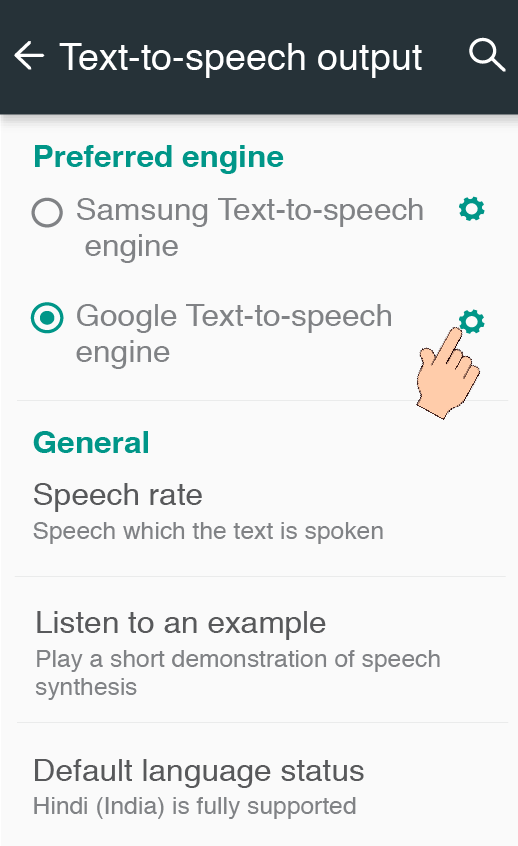 Text-to-speech output
Preferred engine
Samsung Text-to-speech
engine
Google Text-to-speech
engine
General
Speech rate
Speech which the text is spoken
Listen to an example
Play a short demonstration of speech
synthesis
Default language status
Hindi (India) is fully supported